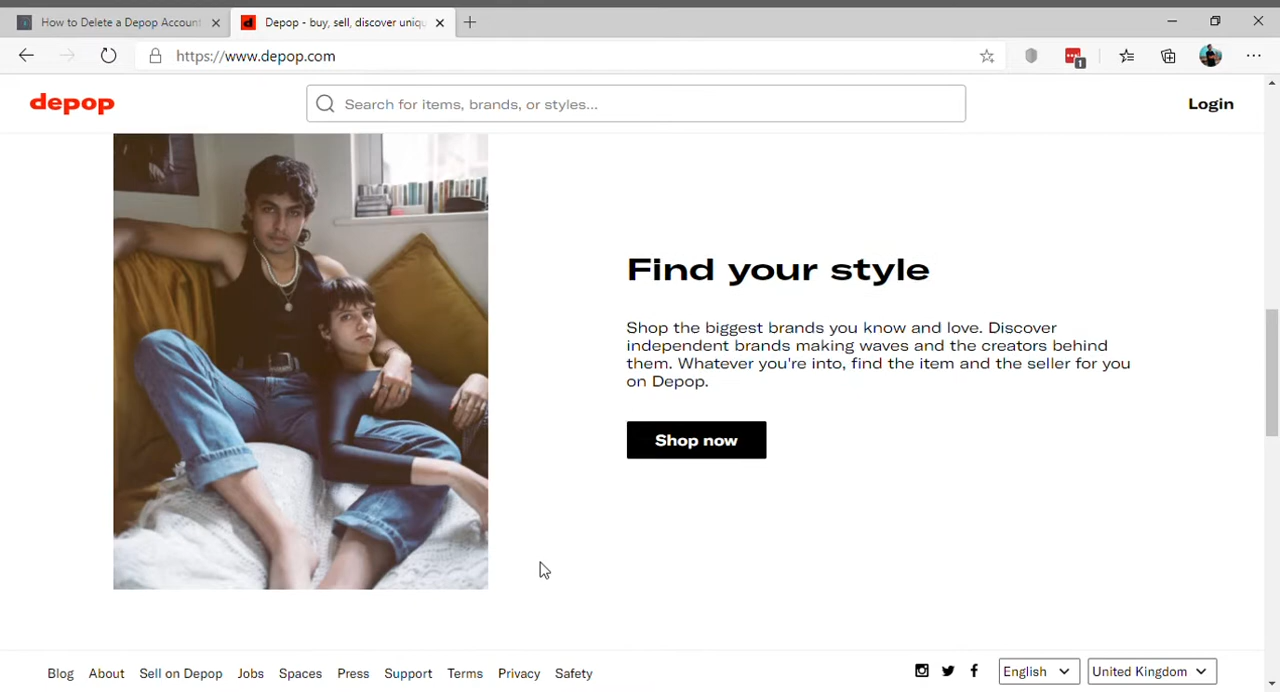 How to Delete a Depop Account
Depop - buy, sell, discover uniqu
https://www.depop.com
1
depop
Search for items, brands, or styles...
Login
Find your style
Shop the biggest brands you know and love. Discover
independent brands making waves and the creators behind
them. Whatever you're into, find the item and the seller for you
on Depop.
Shop now
Blog About Sell on Depop Jobs Spaces Press Support Terms Privacy Safety
English United Kingdom